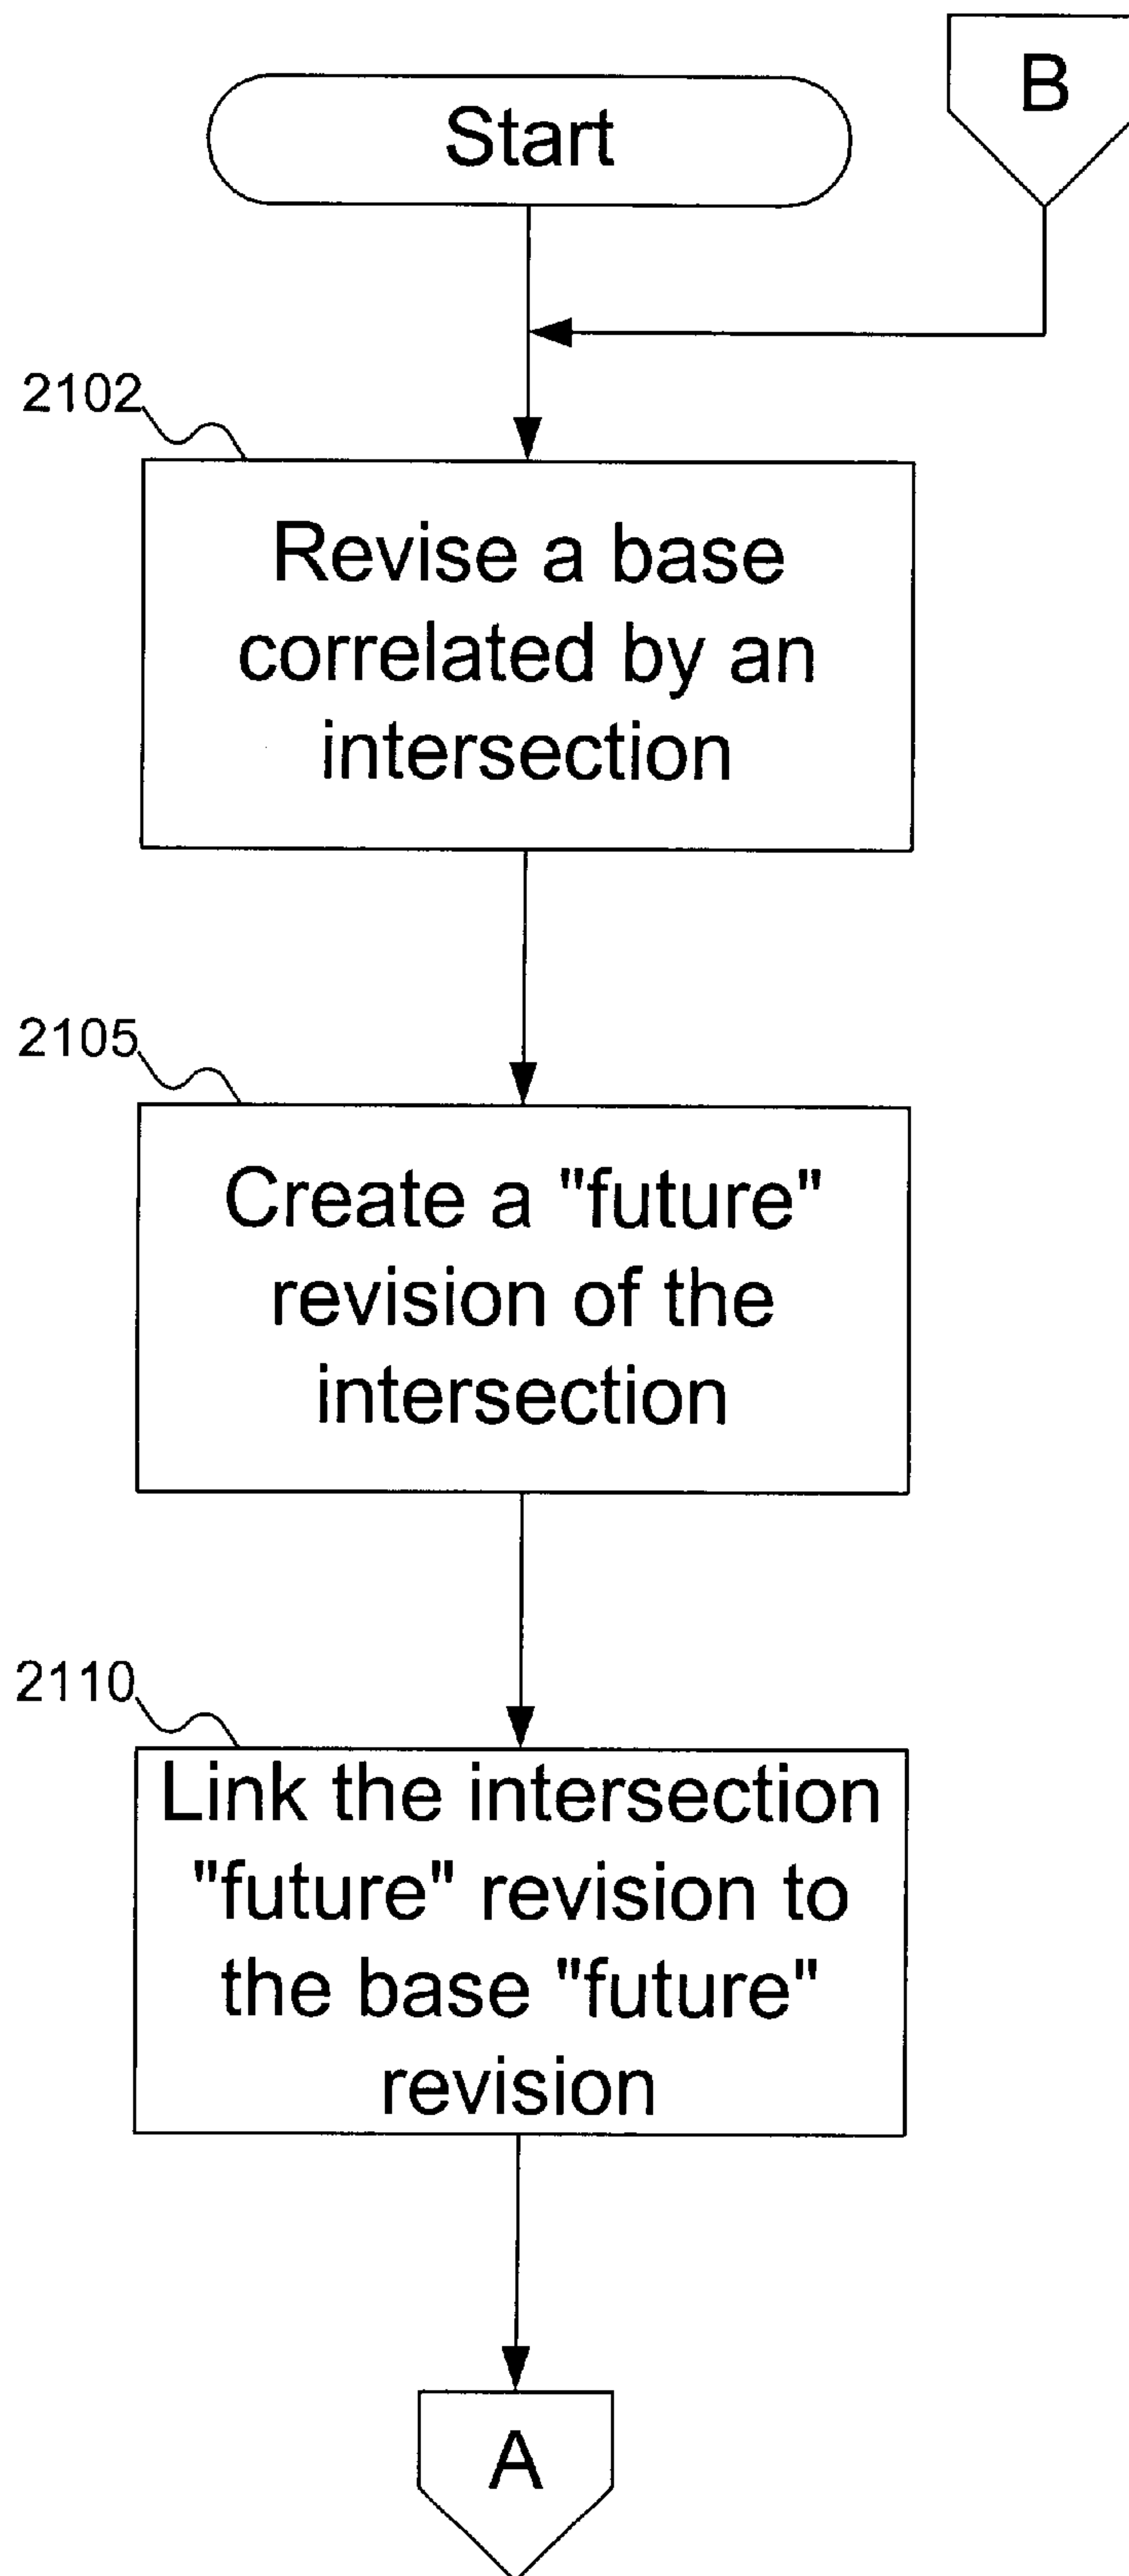 Start
B
2102
Revise a base
correlated by an
intersection
2105
Create a "future"
revision of the
intersection
2110
Link the intersection
"future" revision to
the base "future"
revision
A